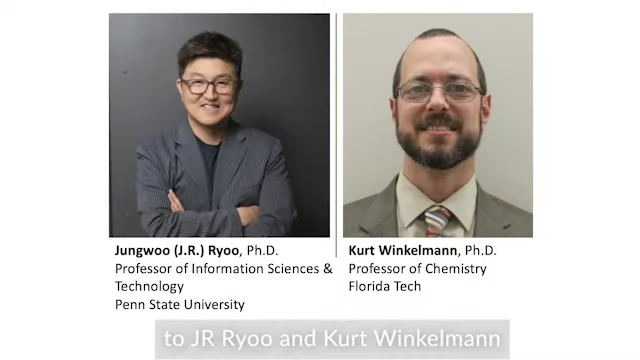 Jungwoo (J.R.) Ryoo, Ph.D.
Professor of Information Sciences &
Technology
Penn State University
Kurt Winkelmann, Ph.D.
Professor of Chemistry
Florida Tech
to JR Ryoo and Kurt Winkelmann